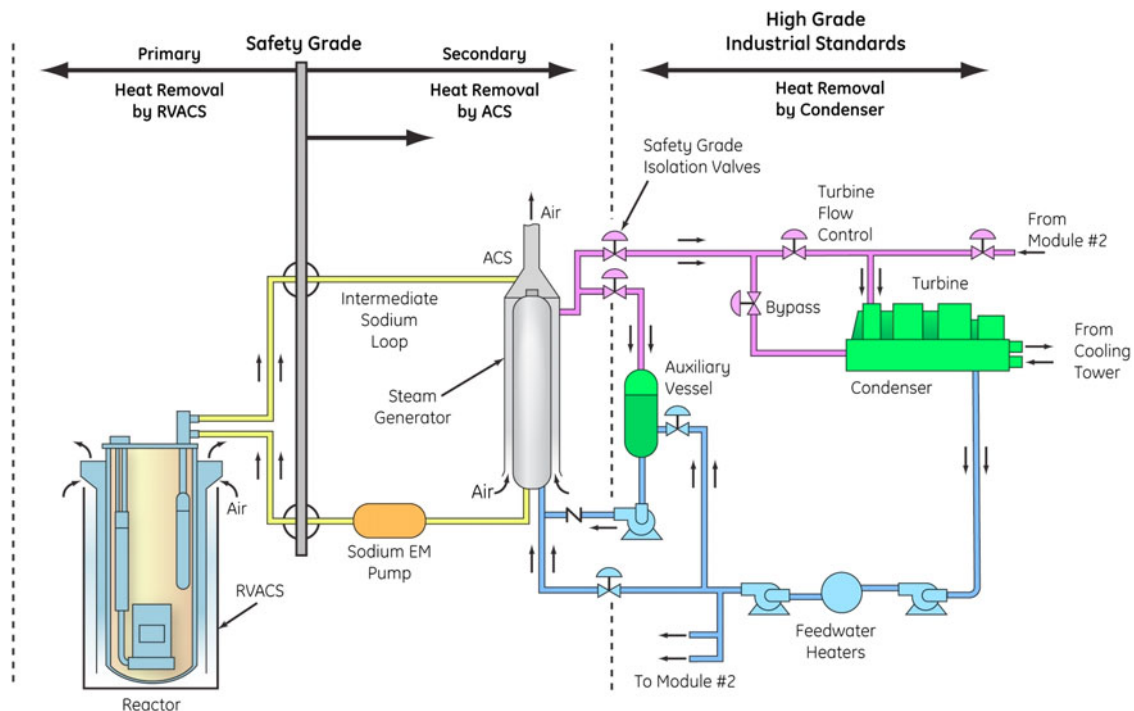 Safety Grade
High Grade
Industrial Standards
Primary
Secondary
Heat Removal
by RVACS
Heat Removal
by ACS
Heat Removal
by Condenser
Safety Grade
Isolation Valves
Air
ACS
Turbine
Flow
Control
From
Module #2
Intermediate
Sodium
Loop
Bypass
Turbine
From
Cooling
Tower
Steam
Generator
Auxiliary
Vessel
Condenser
Air
Air
Sodium EM
Pump
RVACS
Feedwater
Heaters
To Module #2
Reactor